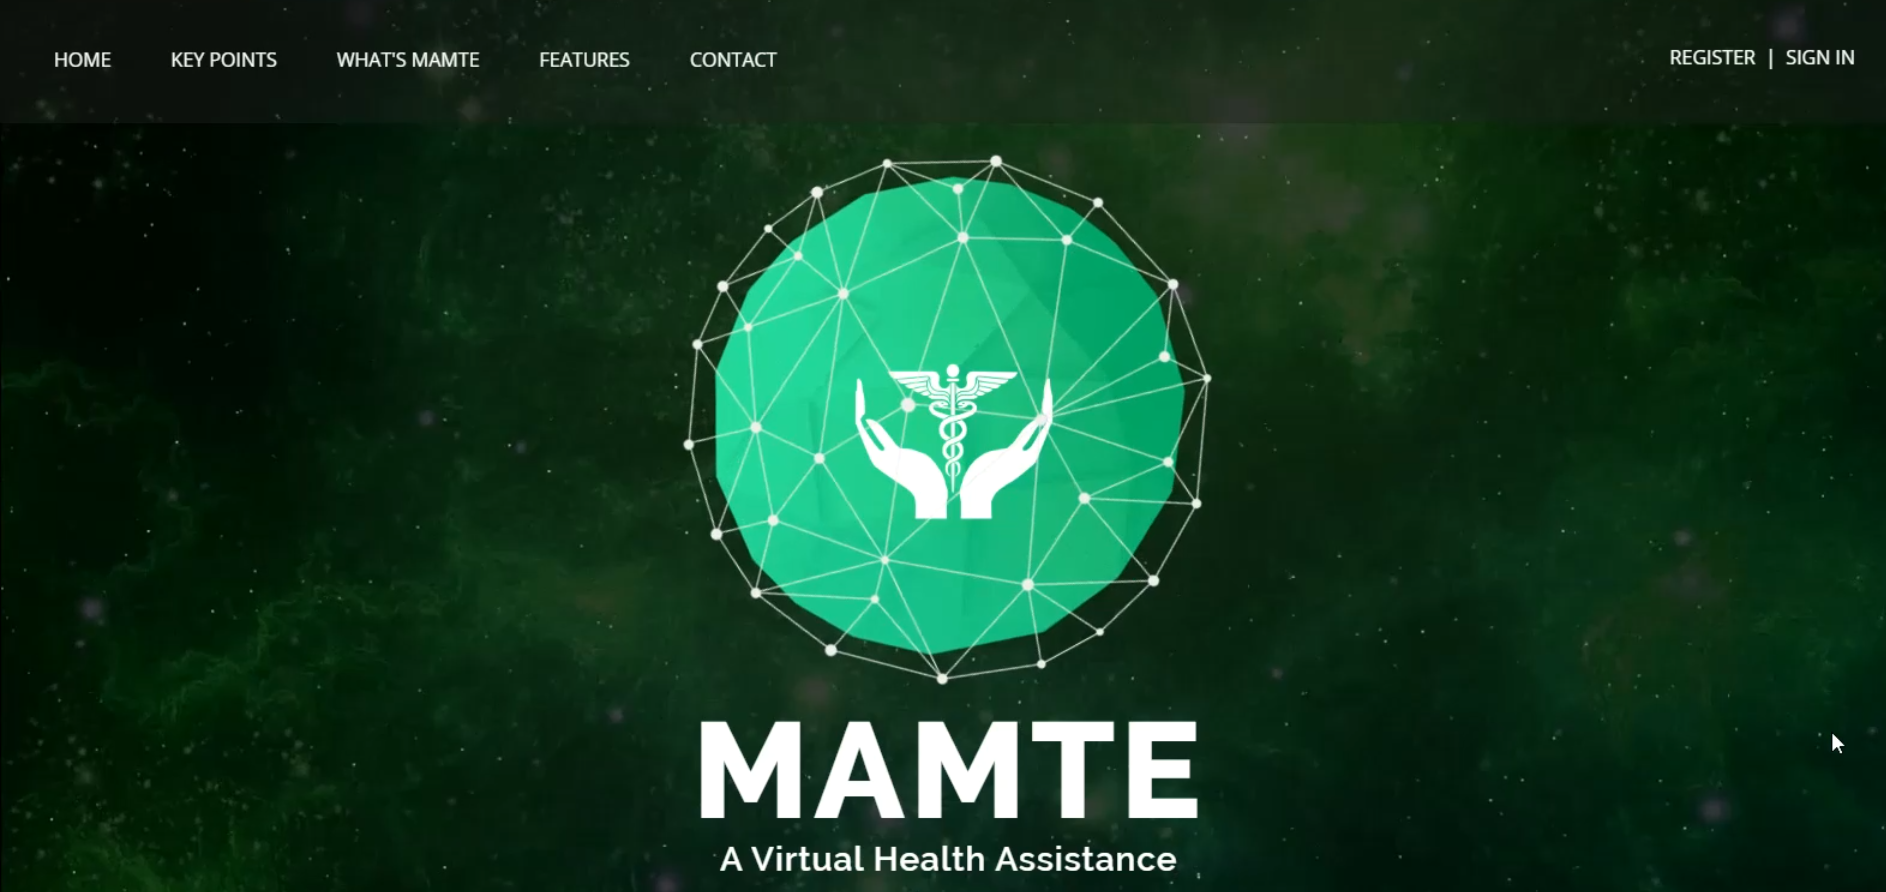 HOME KEY POINTS WHAT'S MAMTE FEATURES CONTACT REGISTER | SIGN IN
MAMTE
A Virtual Health Assistance